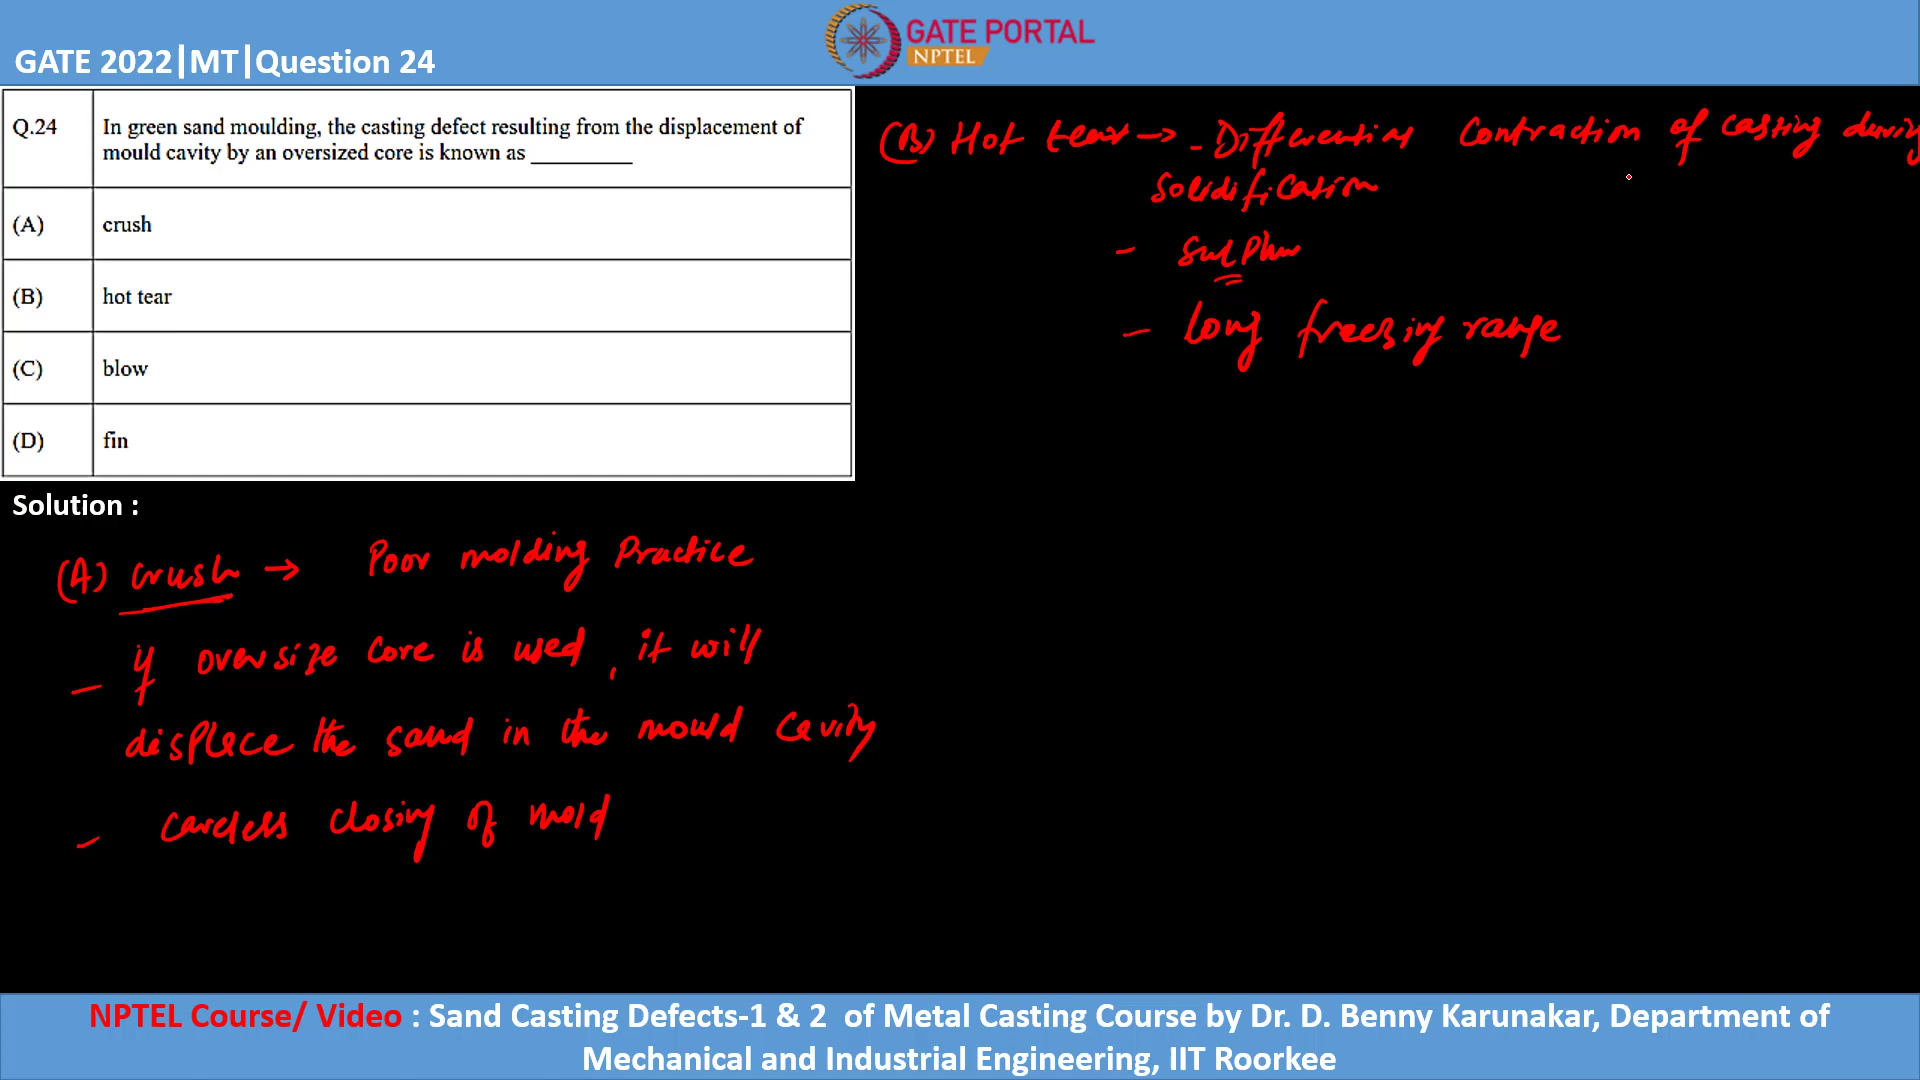 GATE PORTAL
NPTEL
GATE 2022|MT|Question 24
Q.24 In green sand moulding, the casting defect resulting from the displacement of
mould cavity by an oversized core is known as __________
(A) crush
(B) hot tear
(C) blow
(D) fin
Solution :
(A) crush → Poor molding Practice
- if oversize core is used, it will
displace the sand in the mould cavity
- careless closing of mold
(B) Hot tear → - Differential contraction of casting during
solidification
- sulphur
- long freezing range
NPTEL Course/ Video : Sand Casting Defects-1 & 2 of Metal Casting Course by Dr. D. Benny Karunakar, Department of
Mechanical and Industrial Engineering, IIT Roorkee